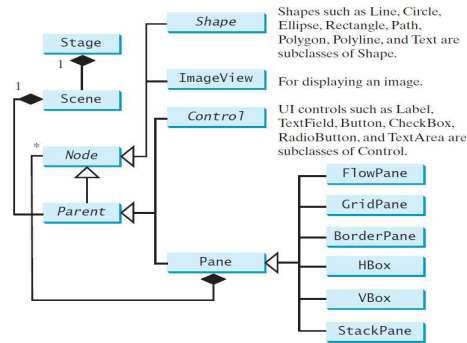 Shape
Shapes such as Line, Circle,
Ellipse, Rectangle, Path,
Polygon, Polyline, and Text are
subclasses of Shape.
Stage
1
ImageView
For displaying an image.
1
Scene
Control
UI controls such as Label,
TextField, Button, CheckBox,
RadioButton, and TextArea are
subclasses of Control.
*
Node
FlowPane
Parent
GridPane
BorderPane
Pane
HBox
VBox
StackPane